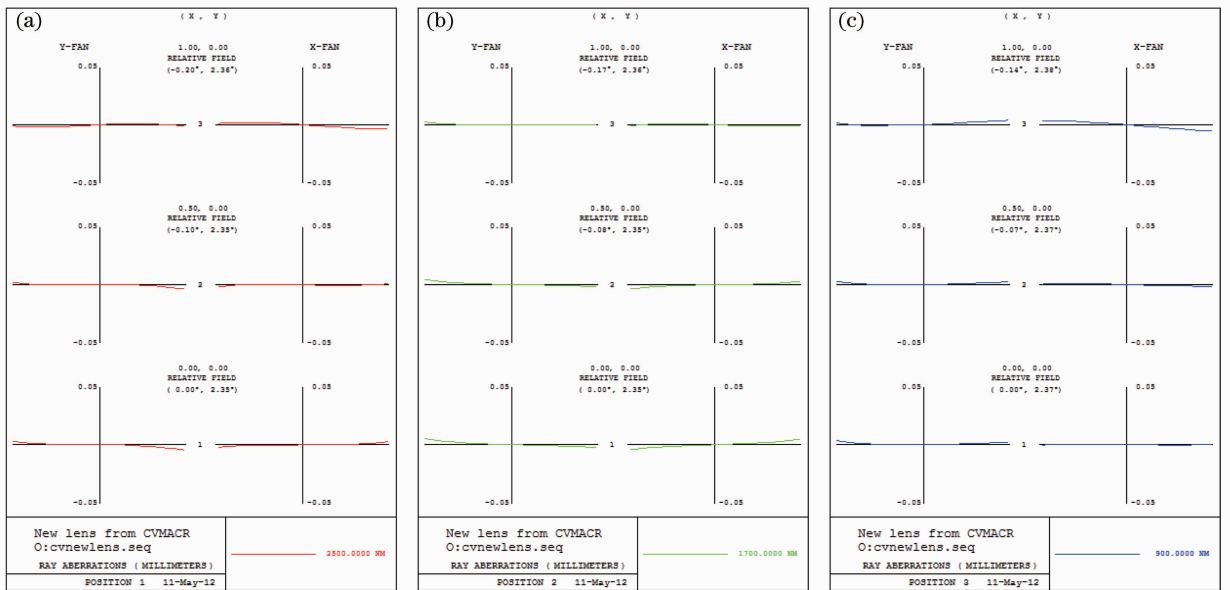 (a)
( X , Y )
Y-FAN
1.00, 0.00
RELATIVE FIELD
(-0.20°, 2.36°)
X-FAN
0.05
0.05
3
-0.05
-0.05
0.50, 0.00
RELATIVE FIELD
(-0.10°, 2.35°)
0.05
0.05
2
-0.05
-0.05
0.00, 0.00
RELATIVE FIELD
( 0.00°, 2.35°)
0.05
0.05
1
-0.05
-0.05
New lens from CVMACR
O:cvnewlens.seq
RAY ABERRATIONS ( MILLIMETERS )
POSITION 1 11-May-12
2500.0000 NM
(b)
( X , Y )
Y-FAN
1.00, 0.00
RELATIVE FIELD
(-0.17°, 2.36°)
X-FAN
0.05
0.05
3
-0.05
-0.05
0.50, 0.00
RELATIVE FIELD
(-0.08°, 2.35°)
0.05
0.05
2
-0.05
-0.05
0.00, 0.00
RELATIVE FIELD
( 0.00°, 2.35°)
0.05
0.05
1
-0.05
-0.05
New lens from CVMACR
O:cvnewlens.seq
RAY ABERRATIONS ( MILLIMETERS )
POSITION 2 11-May-12
1700.0000 NM
(c)
( X , Y )
Y-FAN
1.00, 0.00
RELATIVE FIELD
(-0.14°, 2.38°)
X-FAN
0.05
0.05
3
-0.05
-0.05
0.50, 0.00
RELATIVE FIELD
(-0.07°, 2.37°)
0.05
0.05
2
-0.05
-0.05
0.00, 0.00
RELATIVE FIELD
( 0.00°, 2.37°)
0.05
0.05
1
-0.05
-0.05
New lens from CVMACR
O:cvnewlens.seq
RAY ABERRATIONS ( MILLIMETERS )
POSITION 3 11-May-12
900.0000 NM